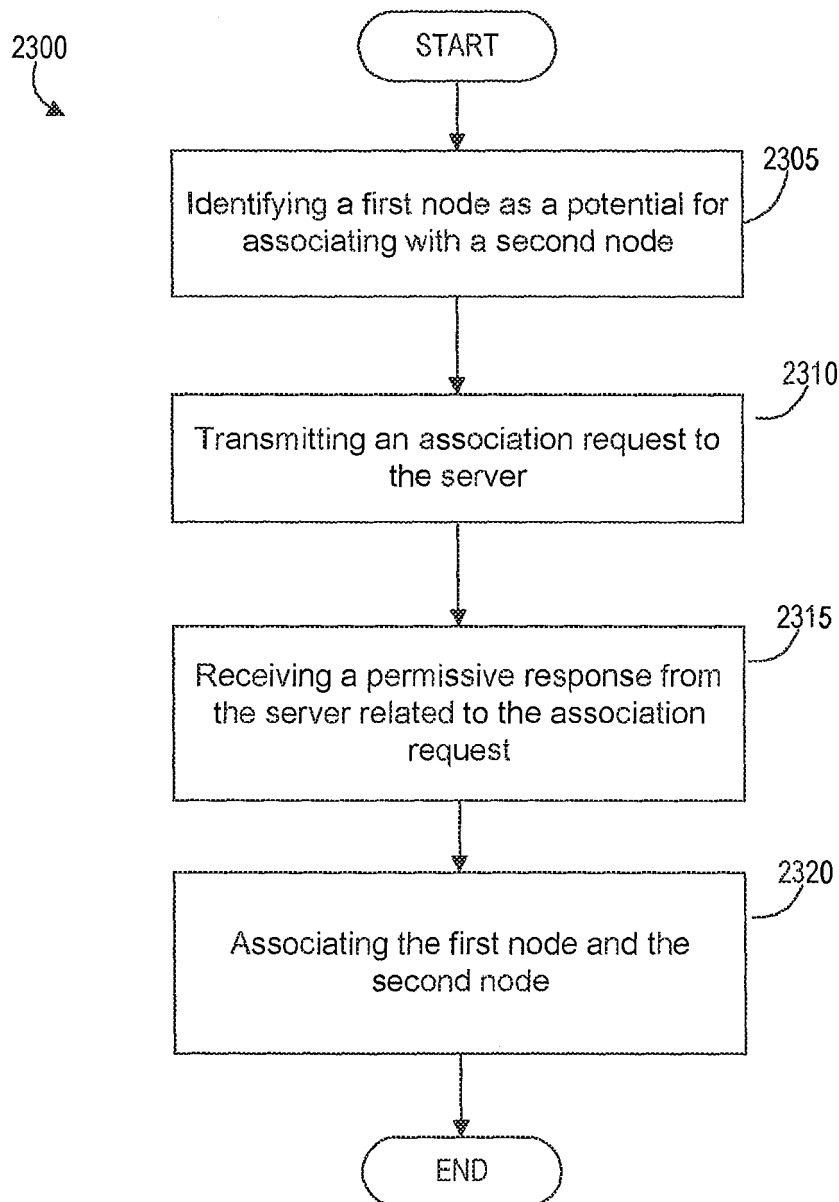 2300
START
2305
Identifying a first node as a potential for
associating with a second node
2310
Transmitting an association request to
the server
2315
Receiving a permissive response from
the server related to the association
request
2320
Associating the first node and the
second node
END